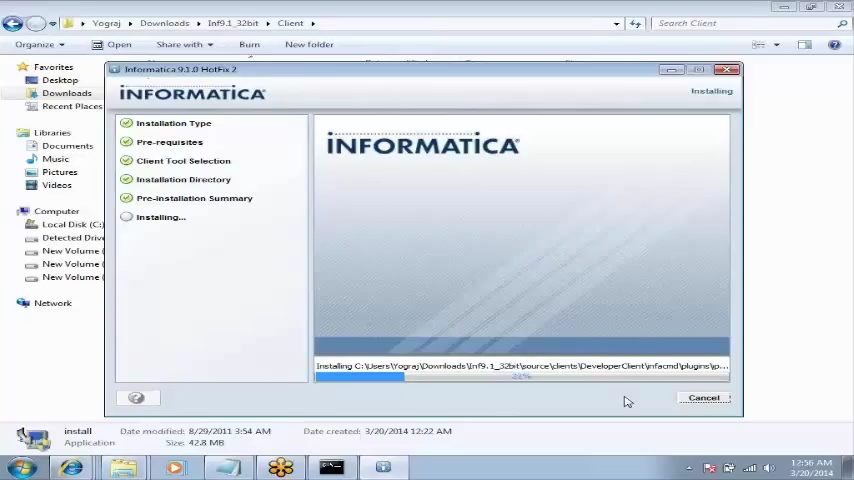 Yograj
Downloads
Inf9.1_32bit
Client
Search Client
Organize
Open
Share with
Burn
New folder
Favorites
Desktop
Downloads
Recent Places
Libraries
Documents
Music
Pictures
Videos
Computer
Local Disk (C:)
Detected Drive
New Volume (
New Volume (
New Volume (
Network
Informatica 9.1.0 HotFix 2
INFORMATICA
Installing
Installation Type
Pre-requisites
Client Tool Selection
Installation Directory
Pre-installation Summary
Installing...
INFORMATICA
Installing C:\Users\Yograj\Downloads\Inf9.1_32bit\source\clients\DeveloperClient\infacmd\plugins\p...
22%
Cancel
install
Date modified: 8/29/2011 3:54 AM
Date created: 3/20/2014 12:22 AM
Application
Size: 42.8 MB
12:56 AM
3/20/2014